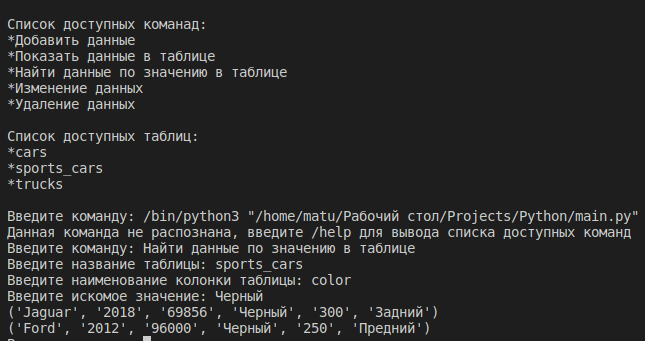 Список доступных команад:
*Добавить данные
*Показать данные в таблице
*Найти данные по значению в таблице
*Изменение данных
*Удаление данных
Список доступных таблиц:
*cars
*sports_cars
*trucks
Введите команду: /bin/python3 "/home/matu/Рабочий стол/Projects/Python/main.py"
Данная команда не распознана, введите /help для вывода списка доступных команд
Введите команду: Найти данные по значению в таблице
Введите название таблицы: sports_cars
Введите наименование колонки таблицы: color
Введите искомое значение: Черный
('Jaguar', '2018', '69856', 'Черный', '300', 'Задний')
('Ford', '2012', '96000', 'Черный', '250', 'Предний')